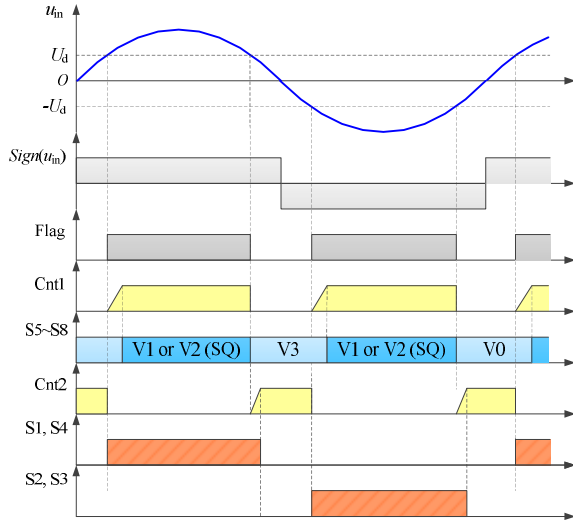 u_in
U_d
O
-U_d
Sign(u_in)
Flag
Cnt1
S5~S8
V1 or V2 (SQ) V3 V1 or V2 (SQ) V0
Cnt2
S1, S4
S2, S3